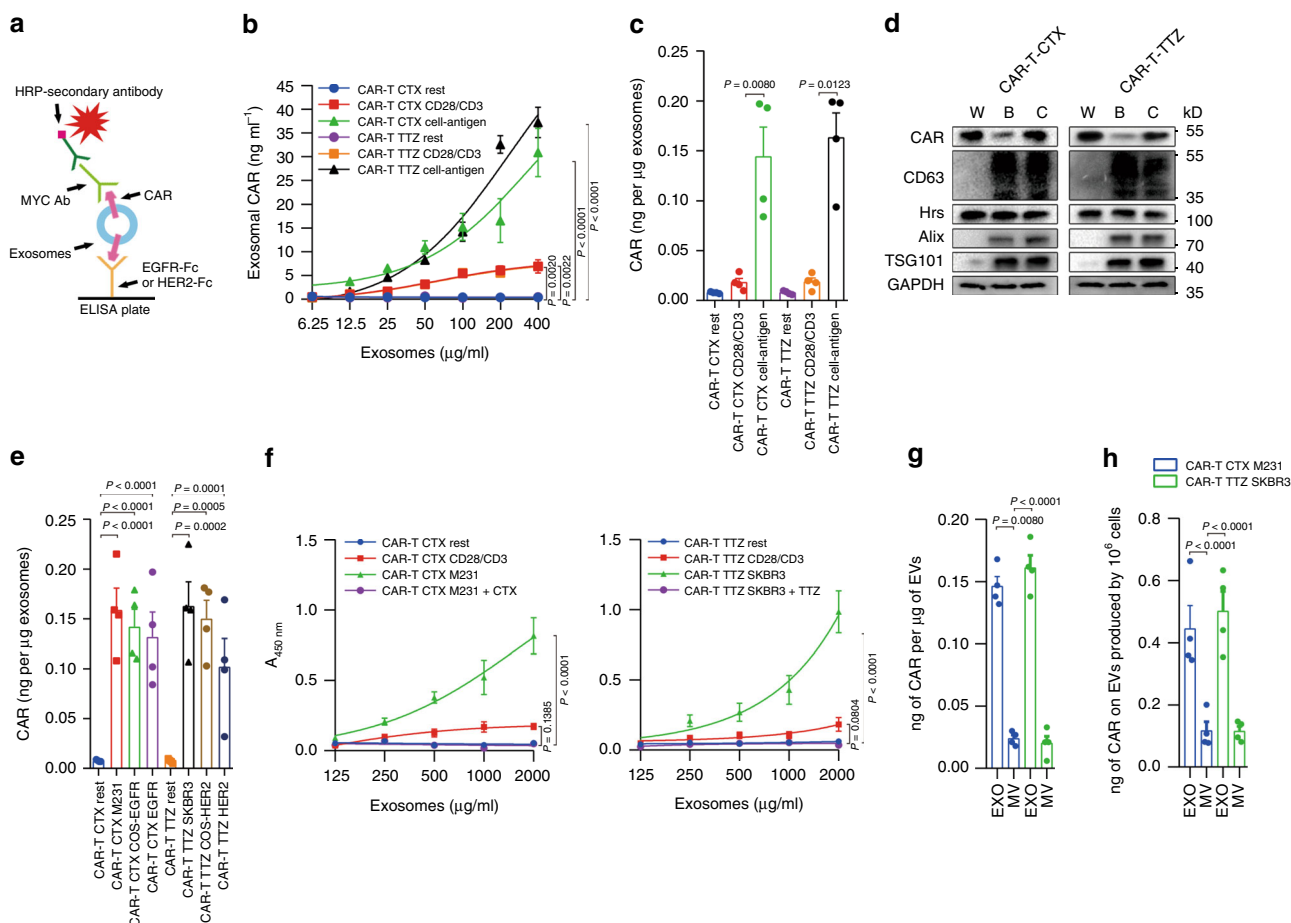 a
HRP-secondary antibody
MYC Ab
CAR
Exosomes
EGFR-Fc
or HER2-Fc
ELISA plate
b
CAR-T CTX rest
CAR-T CTX CD28/CD3
CAR-T CTX cell-antigen
CAR-T TTZ rest
CAR-T TTZ CD28/CD3
CAR-T TTZ cell-antigen
Exosomal CAR (ng ml⁻¹)
45
40
35
30
25
20
15
10
5
0
6.25 12.5 25 50 100 200 400
Exosomes (µg/ml)
P = 0.0020
P = 0.0022
P < 0.0001
P < 0.0001
c
CAR (ng per µg exosomes)
0.25
0.20
0.15
0.10
0.05
0.00
P = 0.0080
P = 0.0123
CAR-T CTX rest
CAR-T CTX CD28/CD3
CAR-T CTX cell-antigen
CAR-T TTZ rest
CAR-T TTZ CD28/CD3
CAR-T TTZ cell-antigen
d
CAR-T-CTX
CAR-T-TTZ
W B C W B C kD
CAR 55
CD63 55
35
Hrs 100
Alix 70
TSG101 40
GAPDH 35
e
CAR (ng per µg exosomes)
0.25
0.20
0.15
0.10
0.05
0.00
P < 0.0001
P < 0.0001
P < 0.0001
P = 0.0001
P = 0.0005
P = 0.0002
CAR-T CTX rest
CAR-T CTX M231
CAR-T CTX COS-EGFR
CAR-T CTX EGFR
CAR-T TTZ rest
CAR-T TTZ SKBR3
CAR-T TTZ COS-HER2
CAR-T TTZ HER2
f
CAR-T CTX rest
CAR-T CTX CD28/CD3
CAR-T CTX M231
CAR-T CTX M231 + CTX
A450 nm
1.5
1.0
0.5
0.0
125 250 500 1000 2000
Exosomes (µg/ml)
P = 0.1385
P < 0.0001
CAR-T TTZ rest
CAR-T TTZ CD28/CD3
CAR-T TTZ SKBR3
CAR-T TTZ SKBR3 + TTZ
1.5
1.0
0.5
0.0
125 250 500 1000 2000
Exosomes (µg/ml)
P = 0.0804
P < 0.0001
g
ng of CAR per µg of EVs
0.20
0.15
0.10
0.05
0.00
P < 0.0001
P = 0.0080
EXO
MV
EXO
MV
h
CAR-T CTX M231
CAR-T TTZ SKBR3
ng of CAR on EVs produced by 10⁶ cells
0.8
0.6
0.4
0.2
0.0
P < 0.0001
P < 0.0001
EXO
MV
EXO
MV